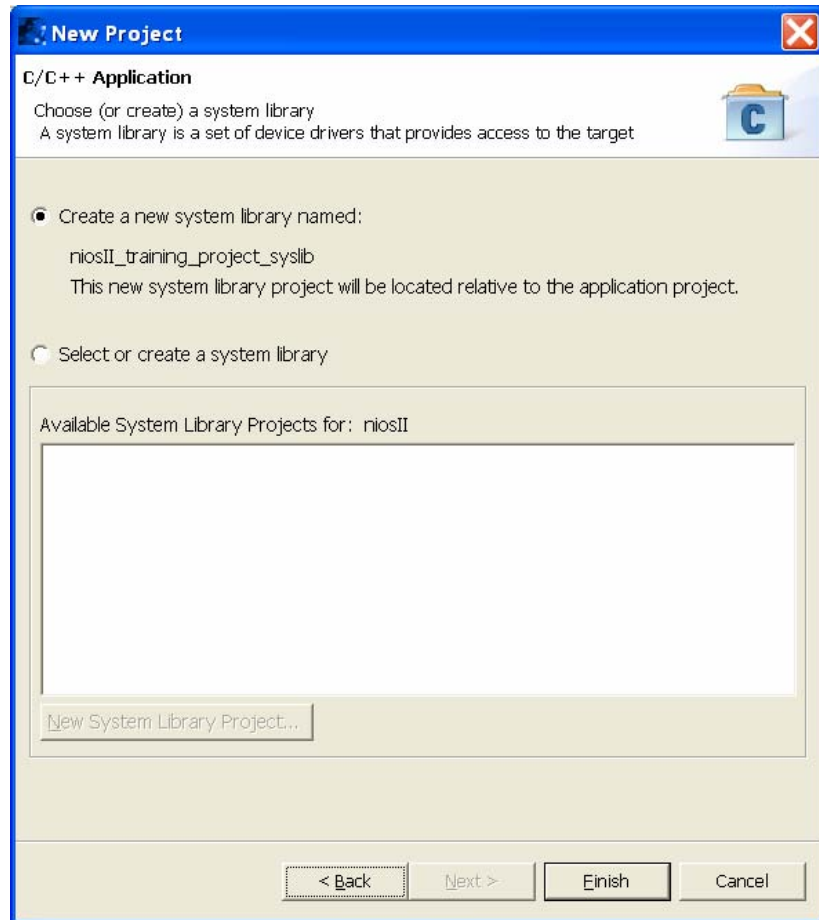 New Project
C/C++ Application
Choose (or create) a system library
A system library is a set of device drivers that provides access to the target
C
Create a new system library named:
niosII_training_project_syslib
This new system library project will be located relative to the application project.
Select or create a system library
Available System Library Projects for: niosII
New System Library Project...
< Back Next > Finish Cancel